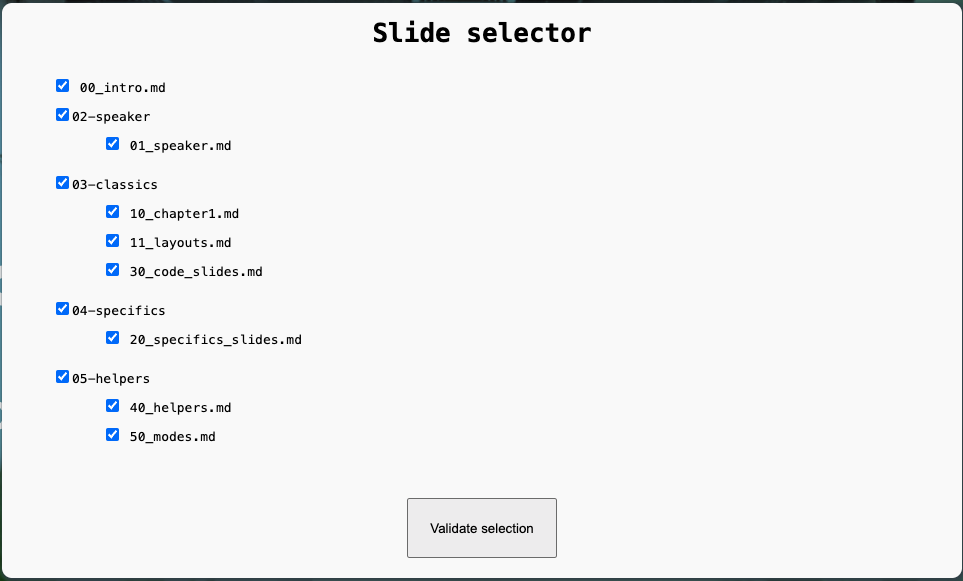 Slide selector
00_intro.md
02-speaker
01_speaker.md
03-classics
10_chapter1.md
11_layouts.md
30_code_slides.md
04-specifics
20_specifics_slides.md
05-helpers
40_helpers.md
50_modes.md
Validate selection